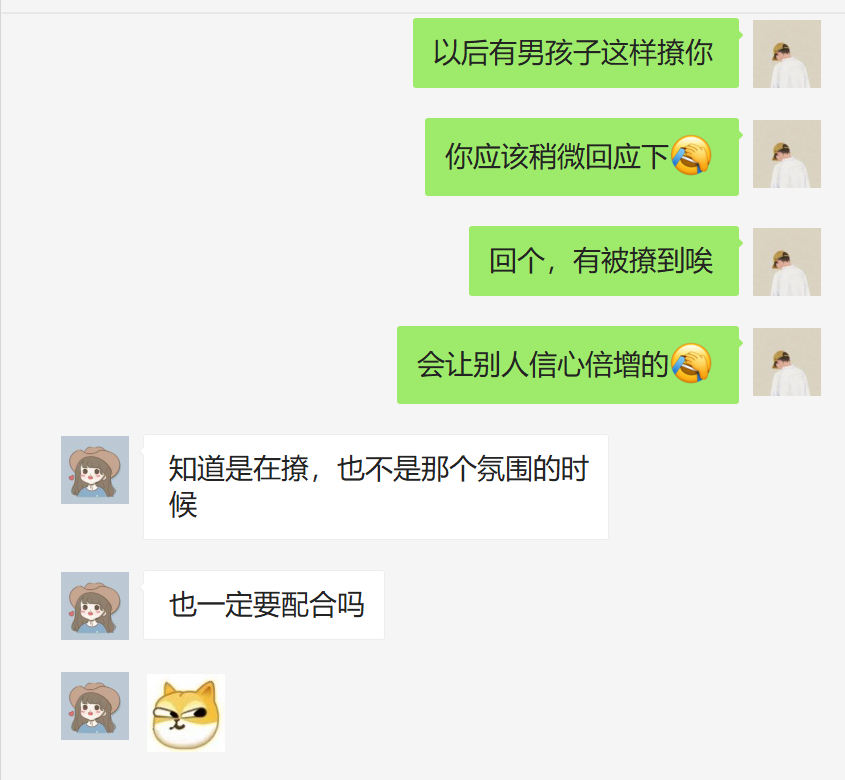 以后有男孩子这样撩你
你应该稍微回应下
回个，有被撩到唉
会让别人信心倍增的
知道是在撩，也不是那个氛围的时
候
也一定要配合吗